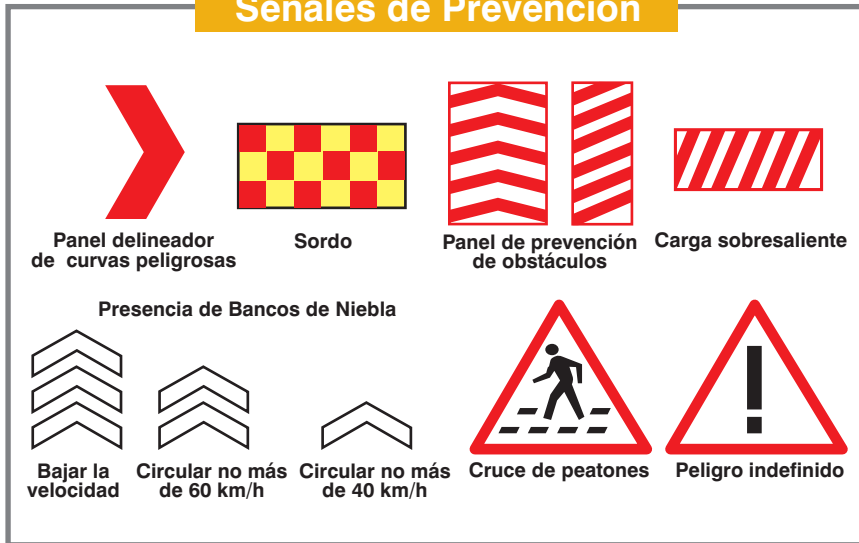 Señales de Prevención
Panel delineador
de curvas peligrosas
Sordo
Panel de prevención
de obstáculos
Carga sobresaliente
Presencia de Bancos de Niebla
Bajar la
velocidad
Circular no más
de 60 km/h
Circular no más
de 40 km/h
Cruce de peatones
Peligro indefinido